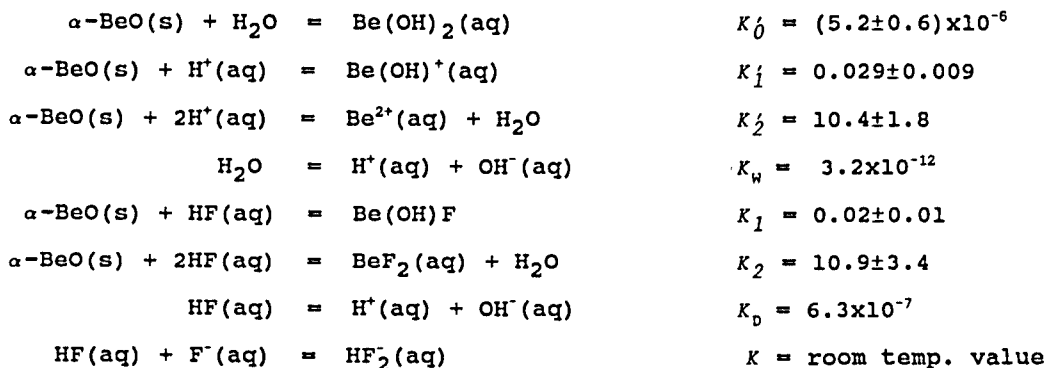 α-BeO(s) + H₂O = Be(OH)₂(aq) K₀′ = (5.2±0.6)x10⁻⁶
α-BeO(s) + H⁺(aq) = Be(OH)⁺(aq) K₁′ = 0.029±0.009
α-BeO(s) + 2H⁺(aq) = Be²⁺(aq) + H₂O K₂′ = 10.4±1.8
H₂O = H⁺(aq) + OH⁻(aq) K_w = 3.2x10⁻¹²
α-BeO(s) + HF(aq) = Be(OH)F K₁ = 0.02±0.01
α-BeO(s) + 2HF(aq) = BeF₂(aq) + H₂O K₂ = 10.9±3.4
HF(aq) = H⁺(aq) + OH⁻(aq) K_D = 6.3x10⁻⁷
HF(aq) + F⁻(aq) = HF₂⁻(aq) K = room temp. value